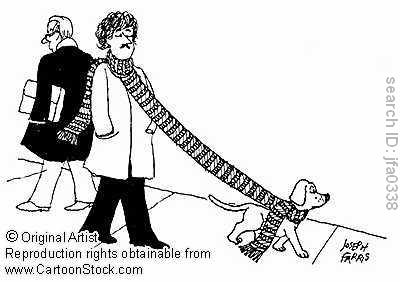 search ID: jfa0338
JOSEPH
FARRIS
© Original Artist
Reproduction rights obtainable from
www.CartoonStock.com